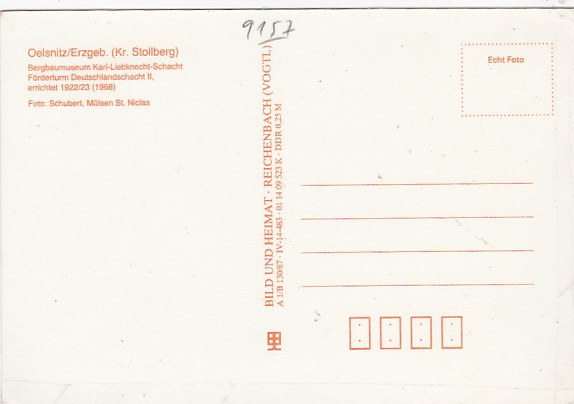 9157
Oelsnitz/Erzgeb. (Kr. Stollberg)
Bergbaumuseum Karl-Liebknecht-Schacht
Förderturm Deutschlandschacht II,
errichtet 1922/23 (1968)
Foto: Schubert, Mülsen St. Niclas
BILD UND HEIMAT · REICHENBACH (VOGTL)
A 1/B 130/87 · IV-14-483 · 01 14 09 523 K · DDR 0,25 M
Echt Foto